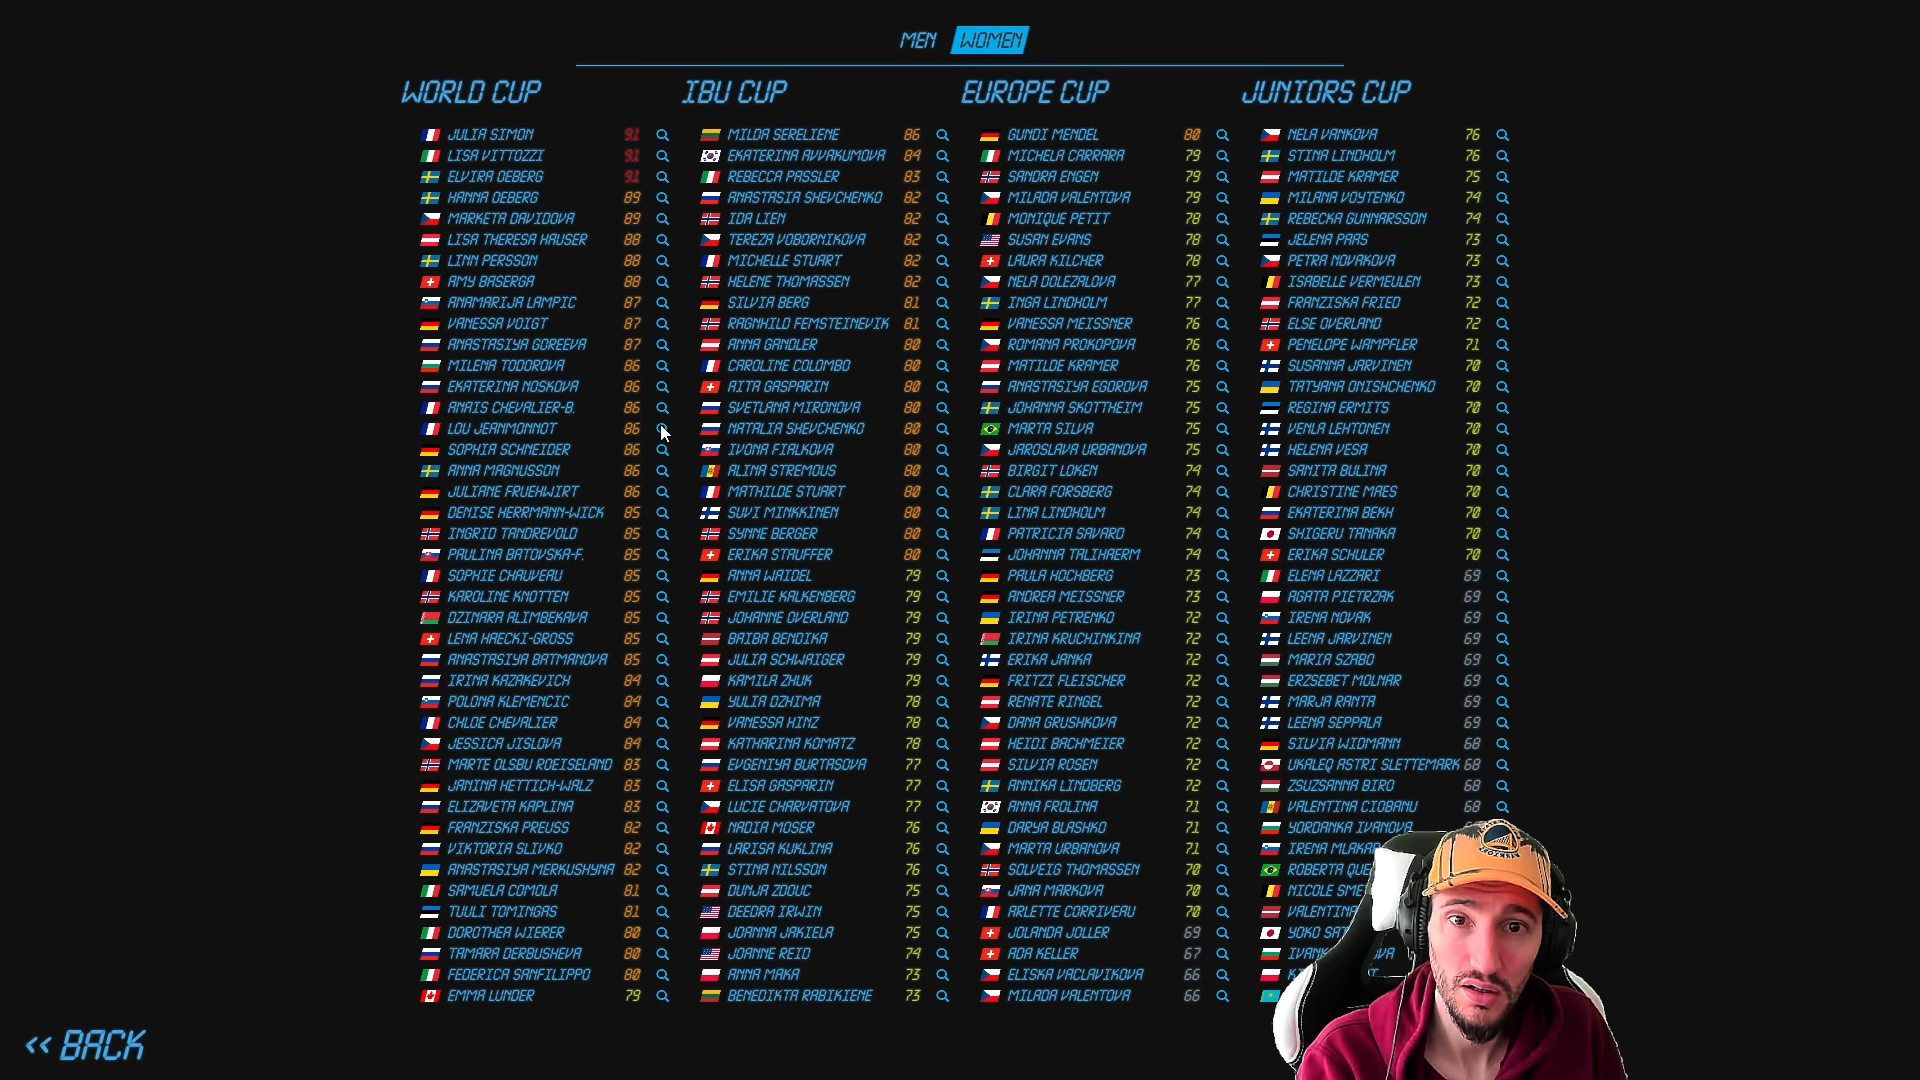 MEN WOMEN
WORLD CUP
JULIA SIMON 91
LISA VITTOZZI 91
ELVIRA OEBERG 91
HANNA OEBERG 89
MARKETA DAVIDOVA 89
LISA THERESA HAUSER 88
LINN PERSSON 88
AMY BASERGA 88
ANAMARIJA LAMPIC 87
VANESSA VOIGT 87
ANASTASIYA GOREEVA 87
MILENA TODOROVA 86
EKATERINA NOSKOVA 86
ANAIS CHEVALIER-B. 86
LOU JEANMONNOT 86
SOPHIA SCHNEIDER 86
ANNA MAGNUSSON 86
JULIANE FRUEHWIRT 86
DENISE HERRMANN-WICK 85
INGRID TANDREVOLD 85
PAULINA BATOVSKA-F. 85
SOPHIE CHAUVEAU 85
KAROLINE KNOTTEN 85
DZINARA ALIMBEKAVA 85
LENA HAECKI-GROSS 85
ANASTASIYA BATMANOVA 85
IRINA KAZAKEVICH 84
POLONA KLEMENCIC 84
CHLOE CHEVALIER 84
JESSICA JISLOVA 84
MARTE OLSBU ROEISELAND 83
JANINA HETTICH-WALZ 83
ELIZAVETA KAPLINA 83
FRANZISKA PREUSS 82
VIKTORIA SLIVKO 82
ANASTASIYA MERKUSHYNA 82
SAMUELA COMOLA 81
TUULI TOMINGAS 81
DOROTHEA WIERER 80
TAMARA DERBUSHEVA 80
FEDERICA SANFILIPPO 80
EMMA LUNDER 79
IBU CUP
MILDA SERELIENE 86
EKATERINA AVVAKUMOVA 84
REBECCA PASSLER 83
ANASTASIA SHEVCHENKO 82
IDA LIEN 82
TEREZA VOBORNIKOVA 82
MICHELLE STUART 82
HELENE THOMASSEN 82
SILVIA BERG 81
RAGNHILD FEMSTEINEVIK 81
ANNA GANDLER 80
CAROLINE COLOMBO 80
AITA GASPARIN 80
SVETLANA MIRONOVA 80
NATALIA SHEVCHENKO 80
IVONA FIALKOVA 80
ALINA STREMOUS 80
MATHILDE STUART 80
SUVI MINKKINEN 80
SYNNE BERGER 80
ERIKA STAUFFER 80
ANNA WAIDEL 79
EMILIE KALKENBERG 79
JOHANNE OVERLAND 79
BAIBA BENDIKA 79
JULIA SCHWAIGER 79
KAMILA ZHUK 79
YULIA DZHIMA 78
VANESSA HINZ 78
KATHARINA KOMATZ 78
EVGENIYA BURTASOVA 77
ELISA GASPARIN 77
LUCIE CHARVATOVA 77
NADIA MOSER 76
LARISA KUKLINA 76
STINA NILSSON 76
DUNJA ZDOUC 75
DEEDRA IRWIN 75
JOANNA JAKIELA 75
JOANNE REID 74
ANNA MAKA 73
BENEDIKTA RABIKIENE 73
EUROPE CUP
GUNDI MENDEL 80
MICHELA CARRARA 79
SANDRA ENGEN 79
MILADA VALENTOVA 79
MONIQUE PETIT 78
SUSAN EVANS 78
LAURA KILCHER 78
NELA DOLEZALOVA 77
INGA LINDHOLM 77
VANESSA MEISSNER 76
ROMANA PROKOPOVA 76
MATILDE KRAMER 76
ANASTASIYA EGOROVA 75
JOHANNA SKOTTHEIM 75
MARTA SILVA 75
JAROSLAVA URBANOVA 75
BIRGIT LOKEN 74
CLARA FORSBERG 74
LINA LINDHOLM 74
PATRICIA SAVARD 74
JOHANNA TALIHAERM 74
PAULA HOCHBERG 73
ANDREA MEISSNER 73
IRINA PETRENKO 72
IRINA KRUCHINKINA 72
ERIKA JANKA 72
FRITZI FLEISCHER 72
RENATE RINGEL 72
DANA GRUSHKOVA 72
HEIDI BACHMEIER 72
SILVIA ROSEN 72
ANNIKA LINDBERG 72
ANNA FROLINA 71
DARYA BLASHKO 71
MARTA URBANOVA 71
SOLVEIG THOMASSEN 70
JANA MARKOVA 70
ARLETTE CORRIVEAU 70
JOLANDA JOLLER 69
ADA KELLER 67
ELISKA VACLAVIKOVA 66
MILADA VALENTOVA 66
JUNIORS CUP
NELA VANKOVA 76
STINA LINDHOLM 76
MATILDE KRAMER 75
MILANA VOYTENKO 74
REBECKA GUNNARSSON 74
JELENA PAAS 73
PETRA NOVAKOVA 73
ISABELLE VERMEULEN 73
FRANZISKA FRIED 72
ELSE OVERLAND 72
PENELOPE WAMPFLER 71
SUSANNA JARVINEN 70
TATYANA ONISHCHENKO 70
REGINA ERMITS 70
VENLA LEHTONEN 70
HELENA VESA 70
SANITA BULINA 70
CHRISTINE MAES 70
EKATERINA BEKH 70
SHIGERU TANAKA 70
ERIKA SCHULER 70
ELENA LAZZARI 69
AGATA PIETRZAK 69
IRENA NOVAK 69
LEENA JARVINEN 69
MARIA SZABO 69
ERZSEBET MOLNAR 69
MARJA RANTA 69
LEENA SEPPALA 69
SILVIA WIDMANN 68
UKALEQ ASTRI SLETTEMARK 68
ZSUZSANNA BIRO 68
VALENTINA CIOBANU 68
YORDANKA IVANOVA
IRENA
ROBERTA
NICOLE
VALENTINA
YOKO
<< BACK